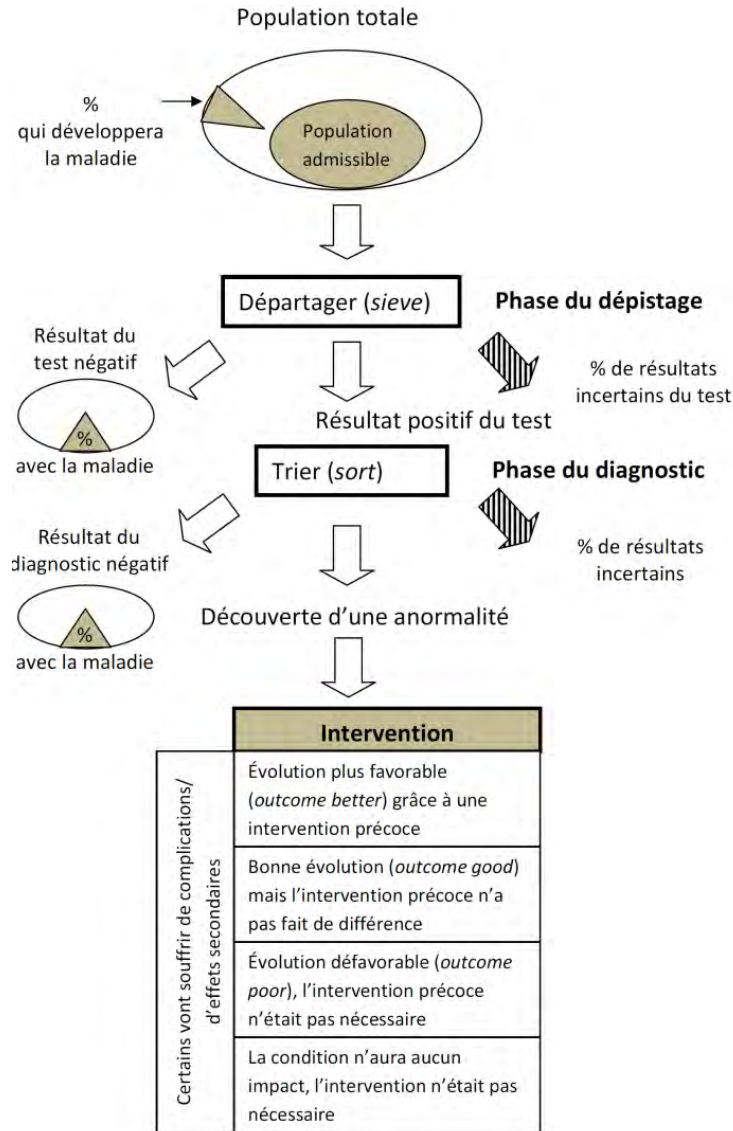 Population totale
%
qui développera
la maladie
Population
admissible
Départager (sieve)
Phase du dépistage
Résultat du
test négatif
%
avec la maladie
% de résultats
incertains du test
Résultat positif du test
Trier (sort)
Phase du diagnostic
Résultat du
diagnostic négatif
%
avec la maladie
% de résultats
incertains
Découverte d'une anormalité
Intervention
Certains vont souffrir de complications/
d'effets secondaires
Évolution plus favorable
(outcome better) grâce à une
intervention précoce
Bonne évolution (outcome good)
mais l'intervention précoce n'a
pas fait de différence
Évolution défavorable (outcome
poor), l'intervention précoce
n'était pas nécessaire
La condition n'aura aucun
impact, l'intervention n'était pas
nécessaire